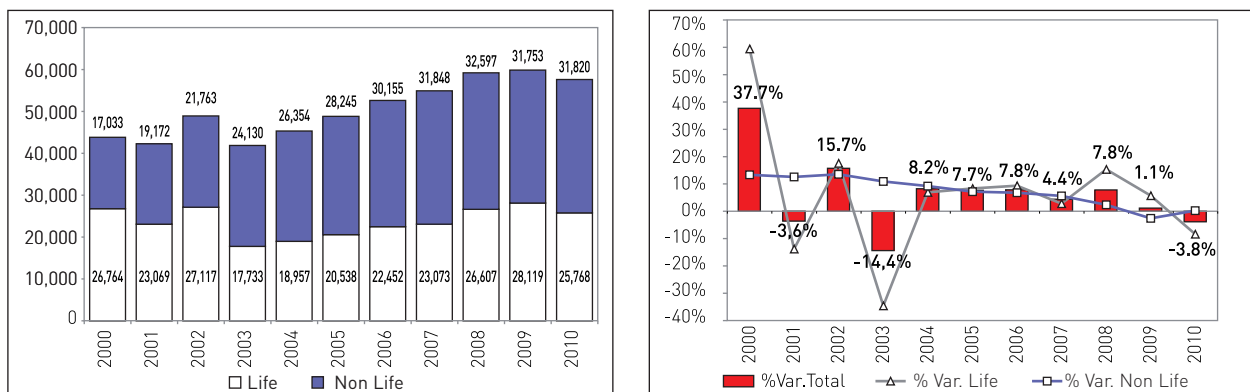 70,000
60,000
50,000
40,000
30,000
20,000
10,000
0
17,033 19,172 21,763 24,130 26,354 28,245 30,155 31,848 32,597 31,753 31,820
26,764 23,069 27,117 17,733 18,957 20,538 22,452 23,073 26,607 28,119 25,768
2000 2001 2002 2003 2004 2005 2006 2007 2008 2009 2010
Life Non Life
70%
60%
50%
40%
30%
20%
10%
0%
-10%
-20%
-30%
-40%
37.7% -3,6% 15.7% -14,4% 8.2% 7.7% 7.8% 4.4% 7.8% 1.1% -3.8%
2000 2001 2002 2003 2004 2005 2006 2007 2008 2009 2010
%Var.Total % Var. Life % Var. Non Life